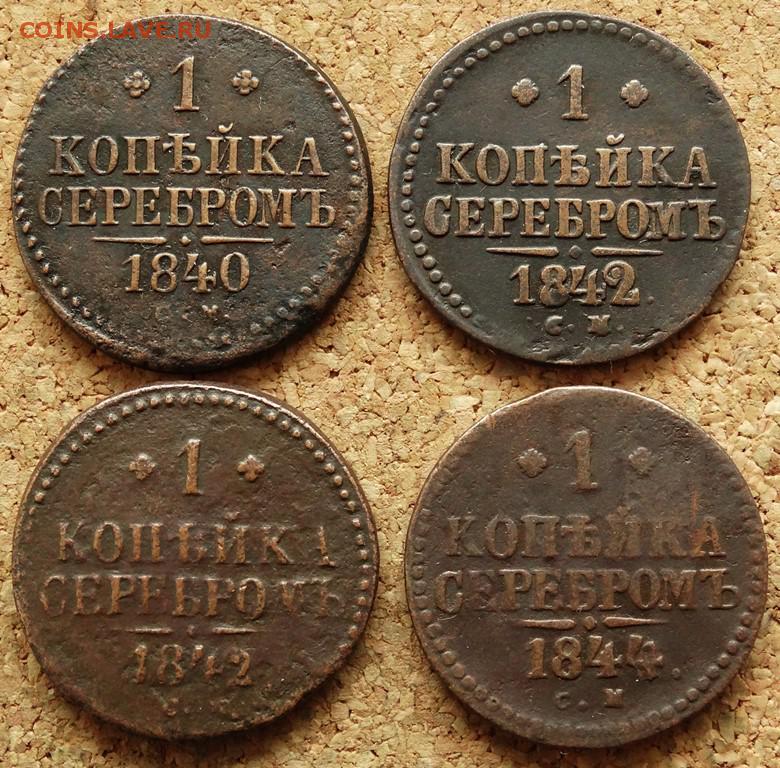 coins.lave.ru
1
КОПѢЙКА
СЕРЕБРОМЪ
1840
С. М.
1
КОПѢЙКА
СЕРЕБРОМЪ
1842.
С. М.
1
КОПѢЙКА
СЕРЕБРОМЪ
1842
1
КОПѢЙКА
СЕРЕБРОМЪ
1844.
С. М.